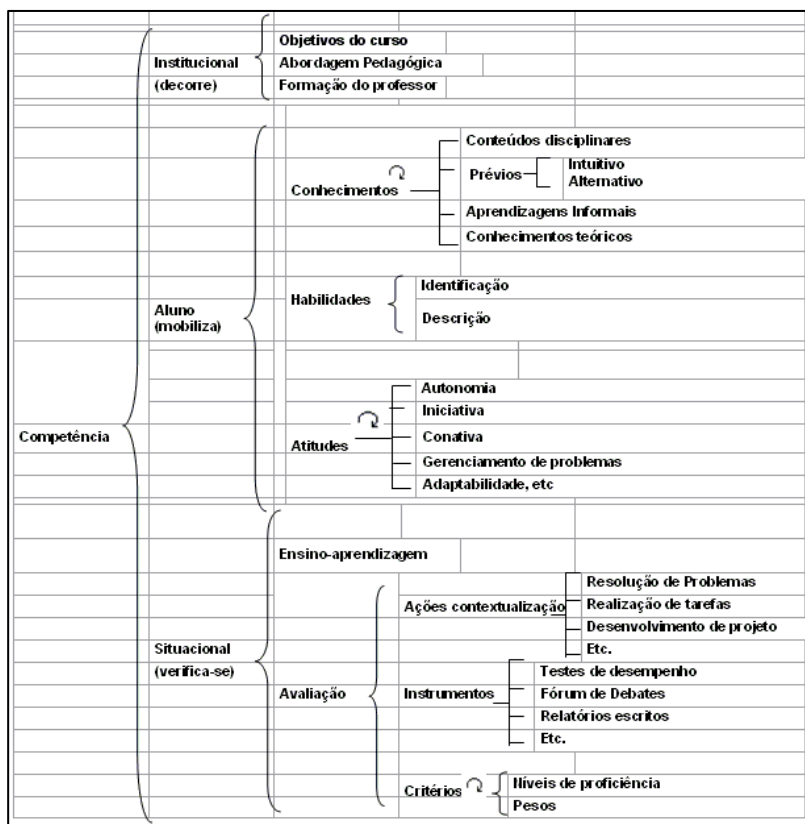 Objetivos do curso
Institucional
Abordagem Pedagógica
(decorre)
Formação do professor
Conteúdos disciplinares
Intuitivo
Prévios
Alternativo
Conhecimentos
Aprendizagens Informais
Conhecimentos teóricos
Identificação
Habilidades
Aluno
(mobiliza)
Descrição
Autonomia
Iniciativa
Competência
Conativa
Atitudes
Gerenciamento de problemas
Adaptabilidade, etc
Ensino-aprendizagem
Resolução de Problemas
Ações contextualização
Realização de tarefas
Desenvolvimento de projeto
Situacional
Etc.
(verifica-se)
Testes de desempenho
Avaliação
Instrumentos
Fórum de Debates
Relatórios escritos
Etc.
Níveis de proficiência
Critérios
Pesos